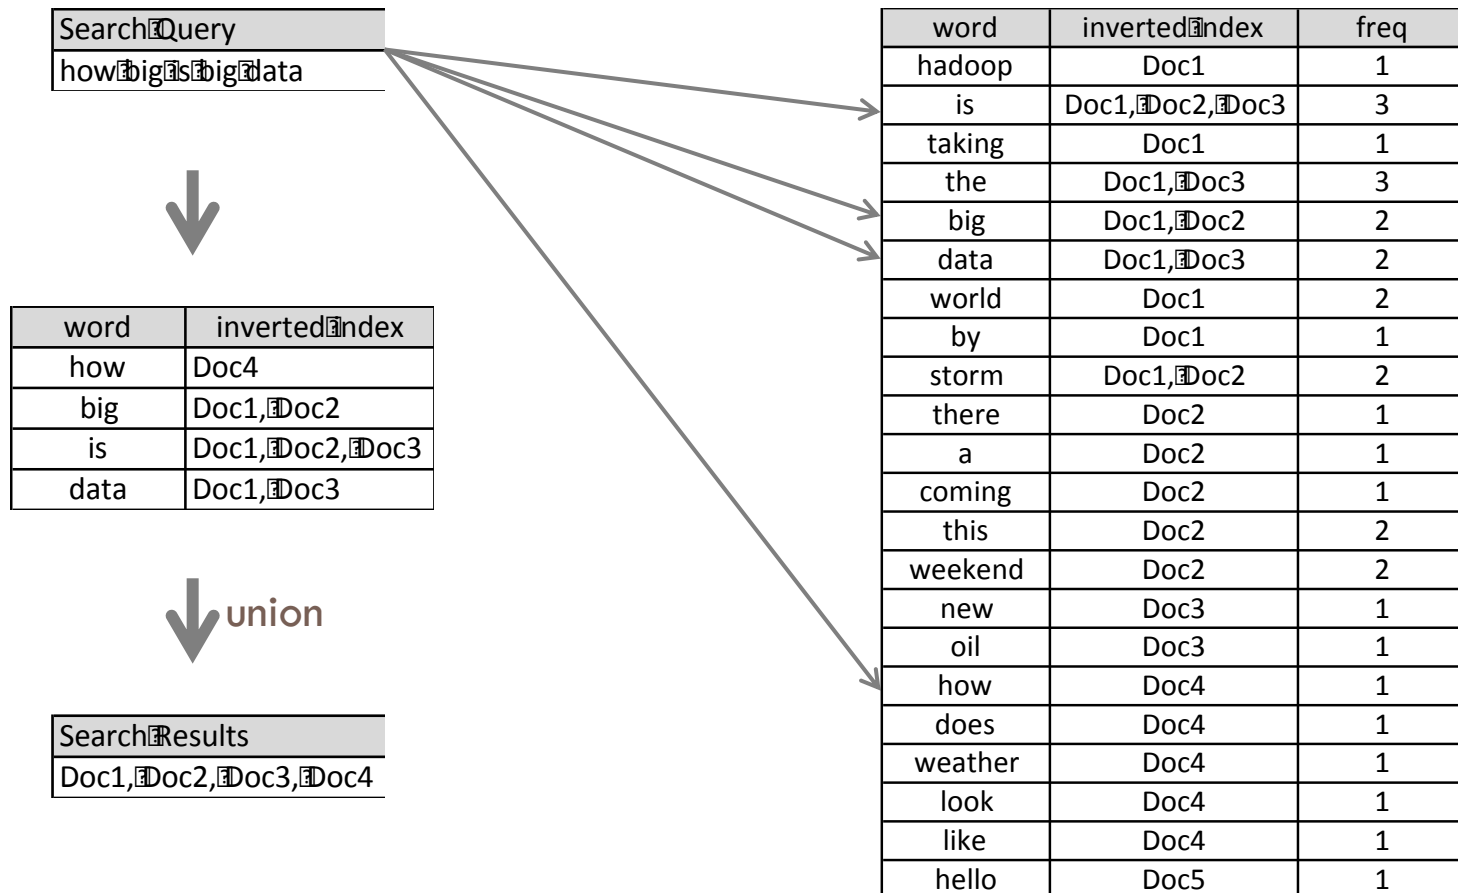 Search Query
how big is big data
word inverted index
how Doc4
big Doc1, Doc2
is Doc1, Doc2, Doc3
data Doc1, Doc3
union
Search Results
Doc1, Doc2, Doc3, Doc4
word inverted index freq
hadoop Doc1 1
is Doc1, Doc2, Doc3 3
taking Doc1 1
the Doc1, Doc3 3
big Doc1, Doc2 2
data Doc1, Doc3 2
world Doc1 2
by Doc1 1
storm Doc1, Doc2 2
there Doc2 1
a Doc2 1
coming Doc2 1
this Doc2 2
weekend Doc2 2
new Doc3 1
oil Doc3 1
how Doc4 1
does Doc4 1
weather Doc4 1
look Doc4 1
like Doc4 1
hello Doc5 1